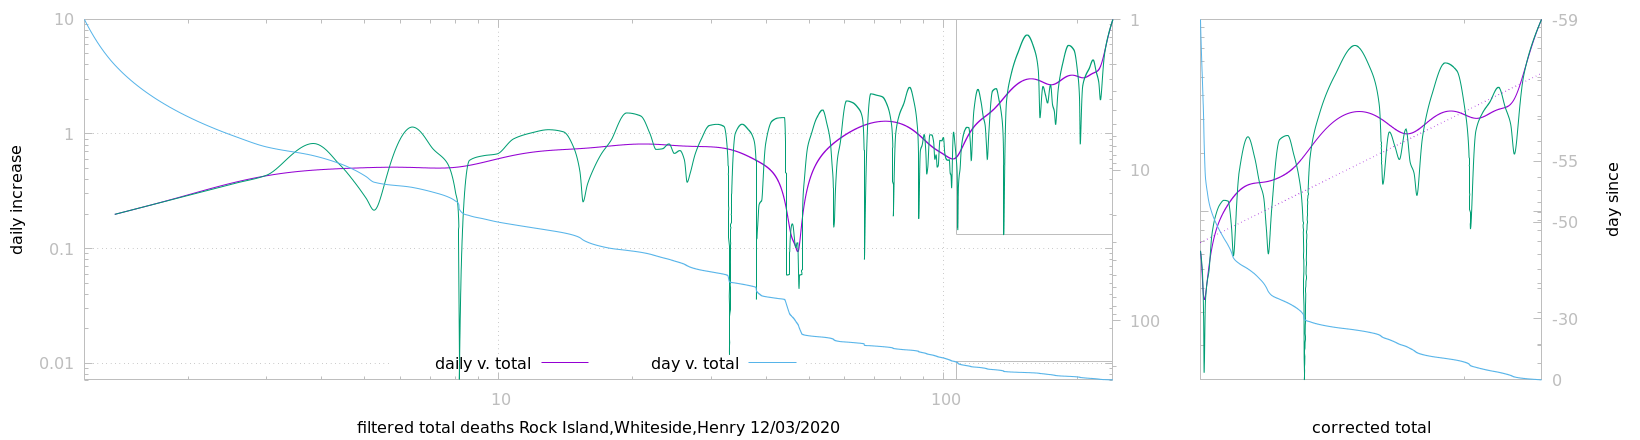 10
1
0.1
0.01
daily increase
10
100
filtered total deaths Rock Island,Whiteside,Henry 12/03/2020
daily v. total
day v. total
1
10
100
-59
-55
-50
-30
0
day since
corrected total